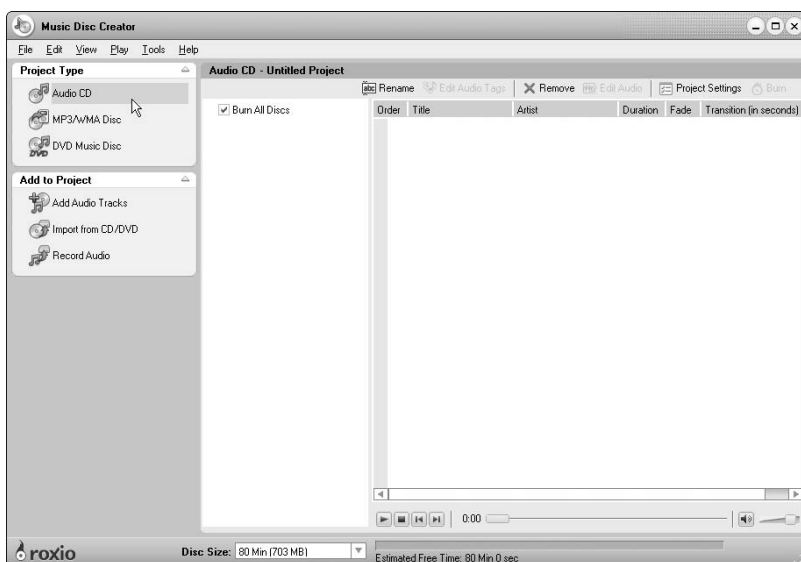 Music Disc Creator
File Edit View Play Tools Help
Project Type
Audio CD
MP3/WMA Disc
DVD Music Disc
DVD
Add to Project
Add Audio Tracks
Import from CD/DVD
Record Audio
Audio CD - Untitled Project
abc Rename Edit Audio Tags Remove Edit Audio Project Settings Burn
Burn All Discs
Order Title Artist Duration Fade Transition (in seconds)
0:00
roxio
Disc Size: 80 Min (703 MB)
Estimated Free Time: 80 Min 0 sec